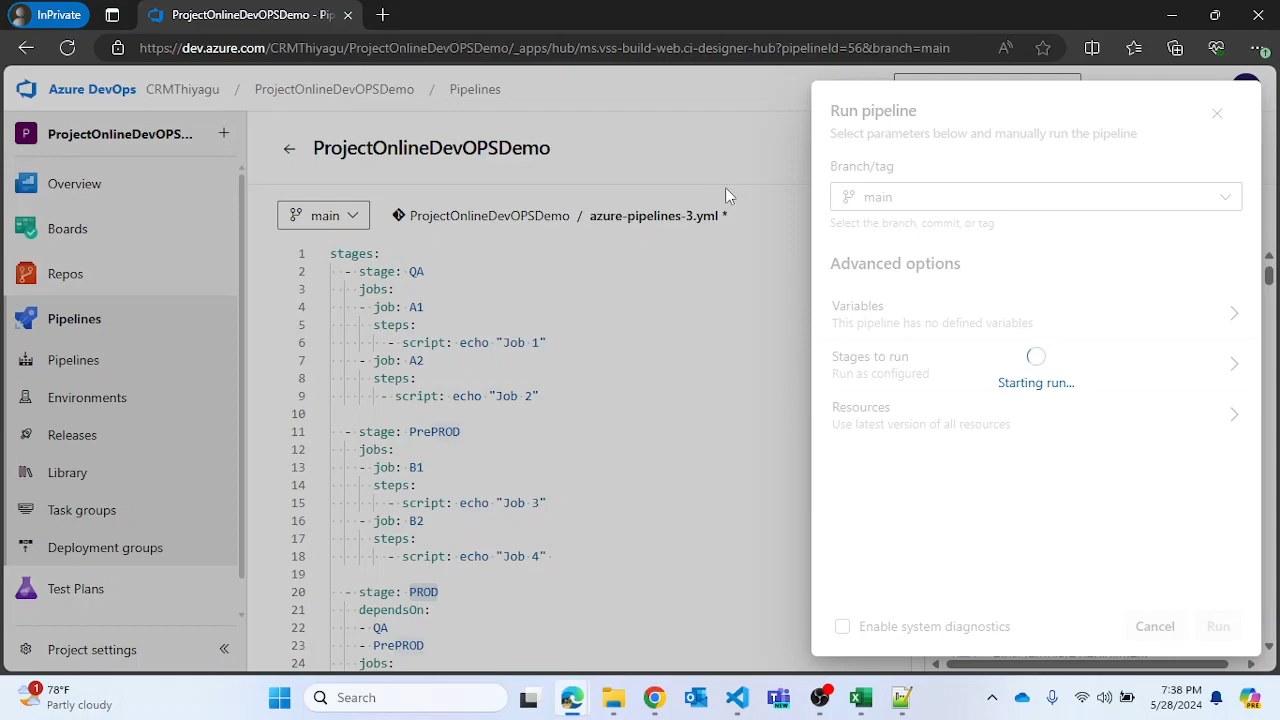 InPrivate
ProjectOnlineDevOPSDemo - Pip
https://dev.azure.com/CRMThiyagu/ProjectOnlineDevOPSDemo/_apps/hub/ms.vss-build-web.ci-designer-hub?pipelineId=56&branch=main
Azure DevOps CRMThiyagu / ProjectOnlineDevOPSDemo / Pipelines
P ProjectOnlineDevOPS...
Overview
Boards
Repos
Pipelines
Pipelines
Environments
Releases
Library
Task groups
Deployment groups
Test Plans
Project settings
ProjectOnlineDevOPSDemo
main
ProjectOnlineDevOPSDemo / azure-pipelines-3.yml *
1 stages:
2 - stage: QA
3 jobs:
4 - job: A1
5 steps:
6 - script: echo "Job 1"
7 - job: A2
8 steps:
9 - script: echo "Job 2"
10
11 - stage: PrePROD
12 jobs:
13 - job: B1
14 steps:
15 - script: echo "Job 3"
16 - job: B2
17 steps:
18 - script: echo "Job 4"
19
20 - stage: PROD
21 dependsOn:
22 - QA
23 - PrePROD
24 jobs:
Run pipeline
Select parameters below and manually run the pipeline
Branch/tag
main
Select the branch, commit, or tag
Advanced options
Variables
This pipeline has no defined variables
Stages to run
Run as configured
Starting run...
Resources
Use latest version of all resources
Enable system diagnostics
Cancel
Run
1
78°F
Partly cloudy
Search
NEW
7:38 PM
5/28/2024
PRE